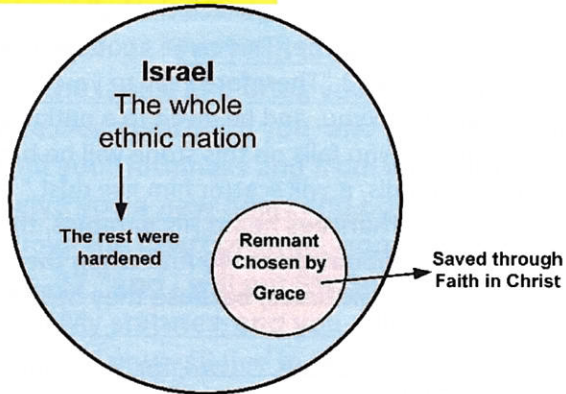 Israel
The whole
ethnic nation
The rest were
hardened
Remnant
Chosen by
Grace
Saved through
Faith in Christ